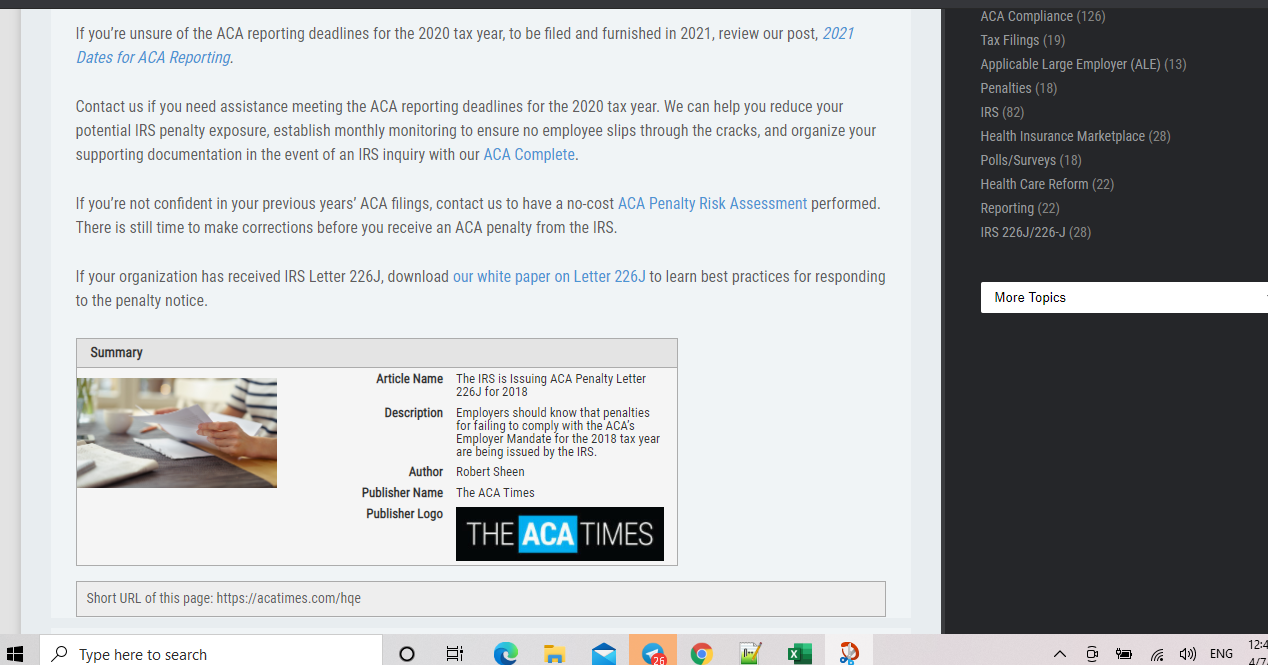 If you're unsure of the ACA reporting deadlines for the 2020 tax year, to be filed and furnished in 2021, review our post, 2021
Dates for ACA Reporting.
Contact us if you need assistance meeting the ACA reporting deadlines for the 2020 tax year. We can help you reduce your
potential IRS penalty exposure, establish monthly monitoring to ensure no employee slips through the cracks, and organize your
supporting documentation in the event of an IRS inquiry with our ACA Complete.
If you're not confident in your previous years' ACA filings, contact us to have a no-cost ACA Penalty Risk Assessment performed.
There is still time to make corrections before you receive an ACA penalty from the IRS.
If your organization has received IRS Letter 226J, download our white paper on Letter 226J to learn best practices for responding
to the penalty notice.
Summary
Article Name The IRS is Issuing ACA Penalty Letter
226J for 2018
Description Employers should know that penalties
for failing to comply with the ACA's
Employer Mandate for the 2018 tax year
are being issued by the IRS.
Author Robert Sheen
Publisher Name The ACA Times
Publisher Logo
THE ACA TIMES
Short URL of this page: https://acatimes.com/hqe
ACA Compliance (126)
Tax Filings (19)
Applicable Large Employer (ALE) (13)
Penalties (18)
IRS (82)
Health Insurance Marketplace (28)
Polls/Surveys (18)
Health Care Reform (22)
Reporting (22)
IRS 226J/226-J (28)
More Topics
Type here to search
26
ENG
12:4
4/7